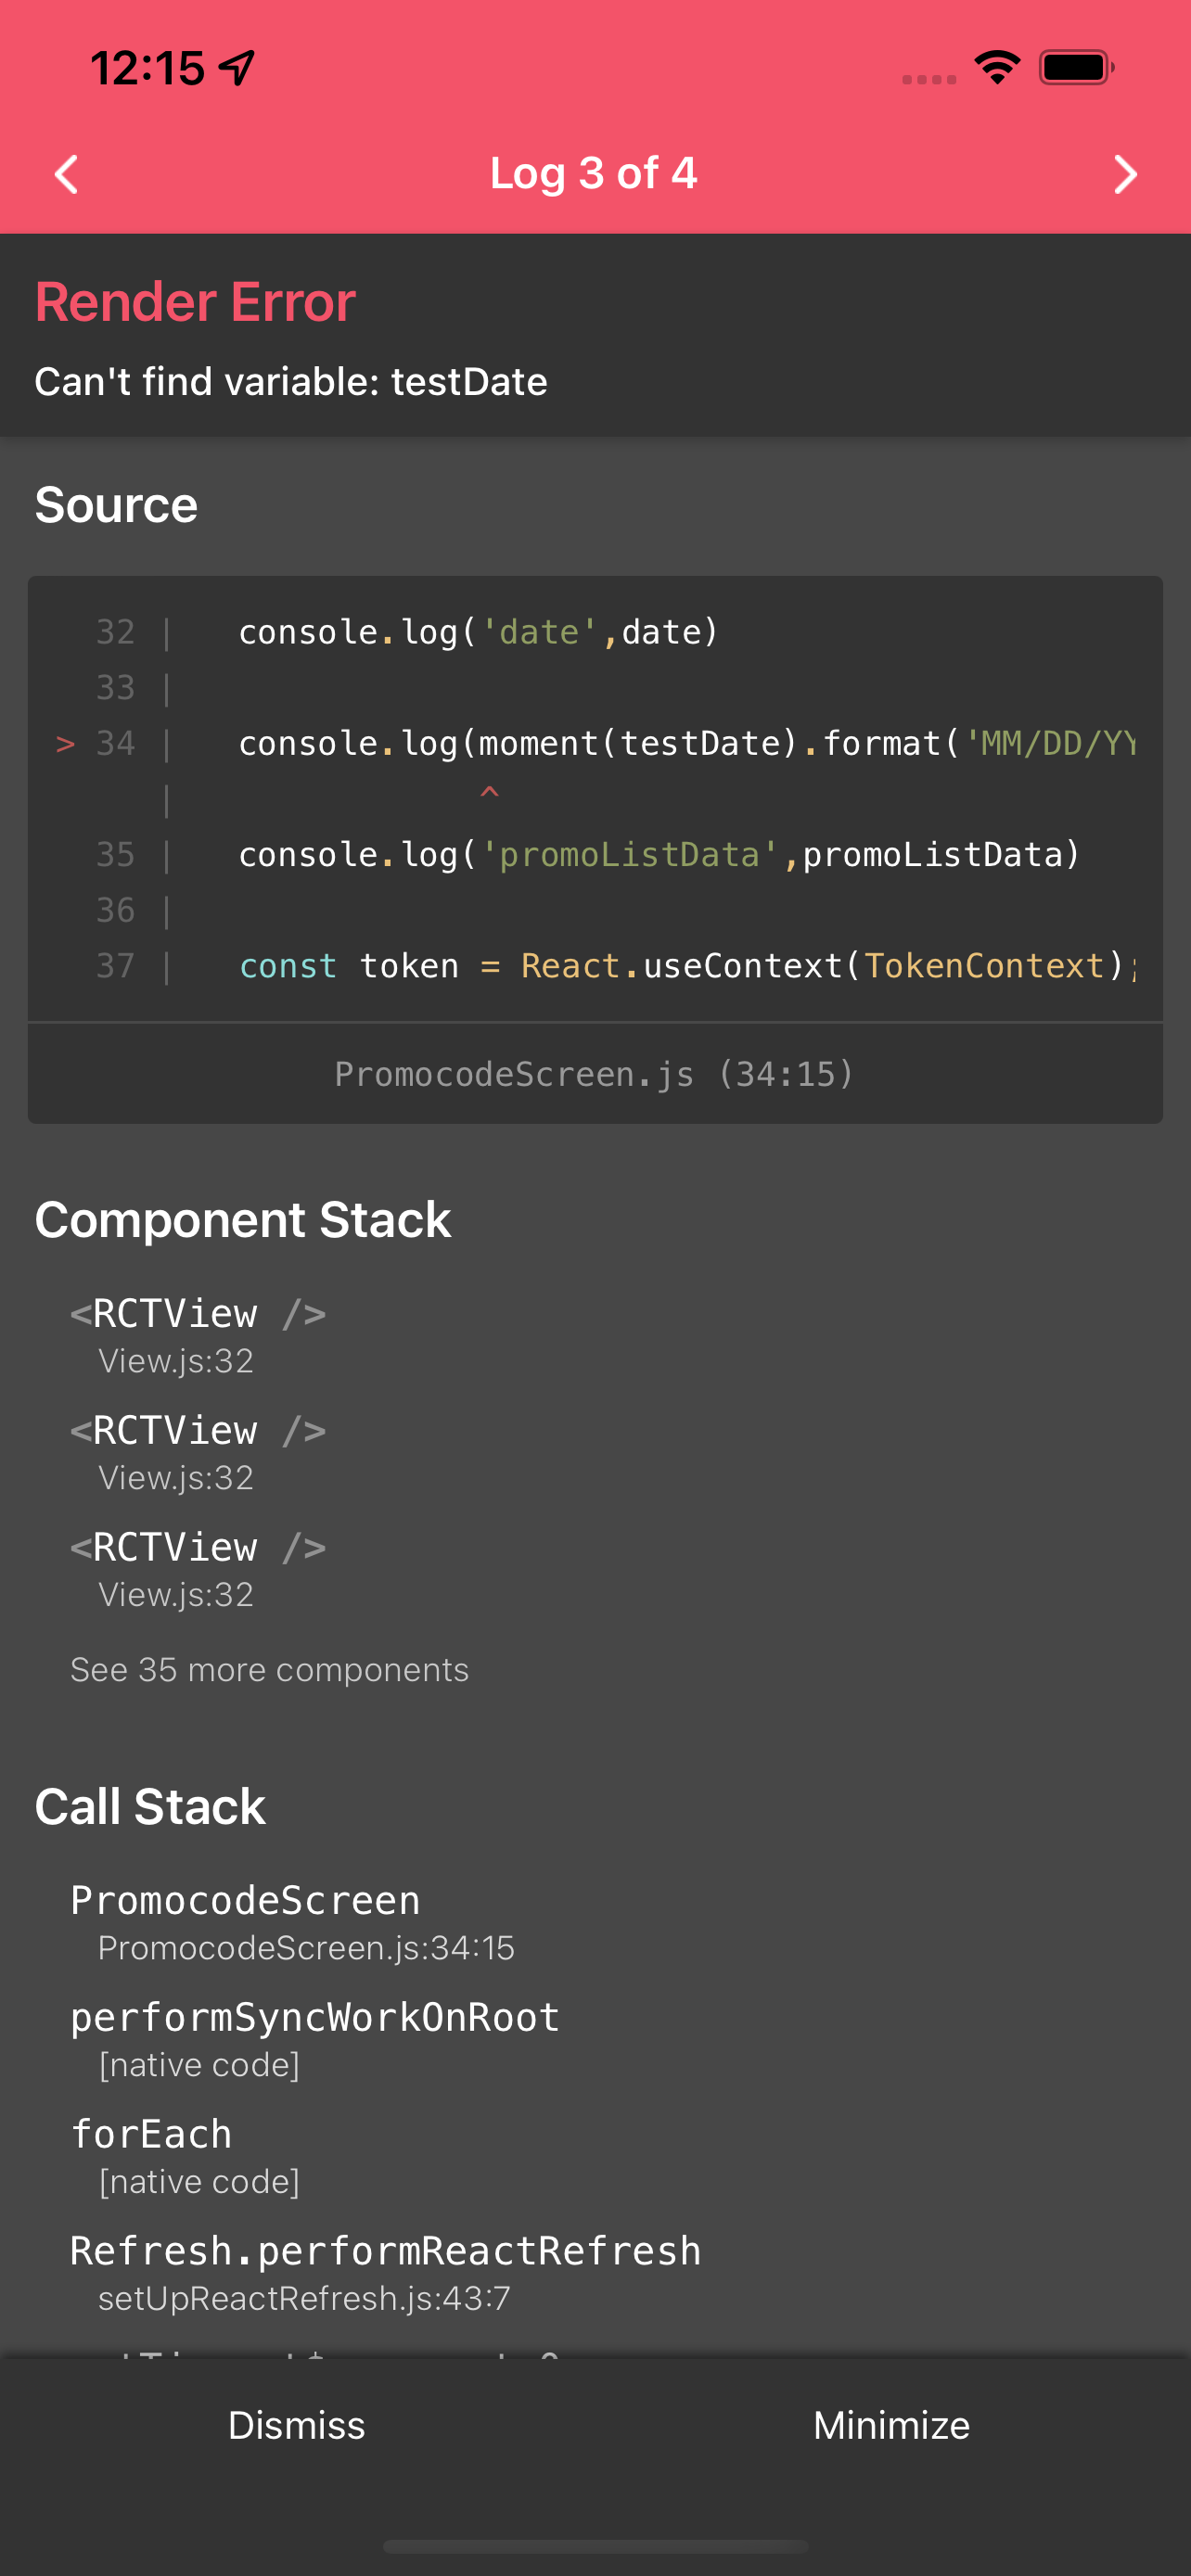 12:15
Log 3 of 4
Render Error
Can't find variable: testDate
Source
32 | console.log('date',date)
33 |
> 34 | console.log(moment(testDate).format('MM/DD/YY
| ^
35 | console.log('promoListData',promoListData)
36 |
37 | const token = React.useContext(TokenContext);
PromocodeScreen.js (34:15)
Component Stack
<RCTView />
View.js:32
<RCTView />
View.js:32
<RCTView />
View.js:32
See 35 more components
Call Stack
PromocodeScreen
PromocodeScreen.js:34:15
performSyncWorkOnRoot
[native code]
forEach
[native code]
Refresh.performReactRefresh
setUpReactRefresh.js:43:7
Dismiss
Minimize